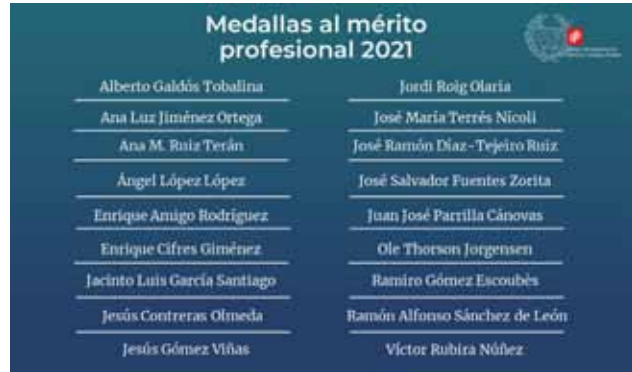 Medallas al mérito
profesional 2021
Alberto Galdós Tobalina
Ana Luz Jiménez Ortega
Ana M. Ruiz Terán
Ángel López López
Enrique Amigo Rodríguez
Enrique Cifres Giménez
Jacinto Luis García Santiago
Jesús Contreras Olmeda
Jesús Gómez Viñas
Jordi Roig Olaria
José María Terrés Nícoli
José Ramón Díaz-Tejeiro Ruiz
José Salvador Fuentes Zorita
Juan José Parrilla Cánovas
Ole Thorson Jorgensen
Ramiro Gómez Escoubès
Ramón Alfonso Sánchez de León
Víctor Rubira Núñez